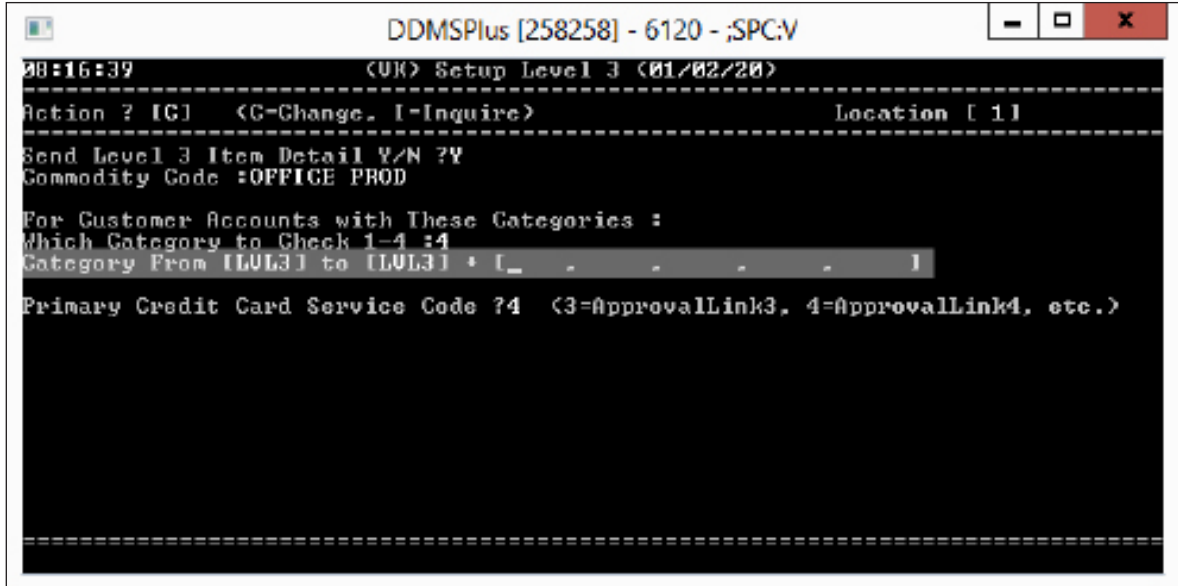 DDMSPlus [258258] - 6120 - ;SPC:V
08:16:39 (VK) Setup Level 3 (01/02/20)
Action ? [C] (C=Change, I=Inquire) Location [ 1]
Send Level 3 Item Detail Y/N ?Y
Commodity Code :OFFICE PROD
For Customer Accounts with These Categories :
Which Category to Check 1-4 :4
Category From [LVL3] to [LVL3] + [_ , , , , ]
Primary Credit Card Service Code ?4 (3=ApprovalLink3, 4=ApprovalLink4, etc.)